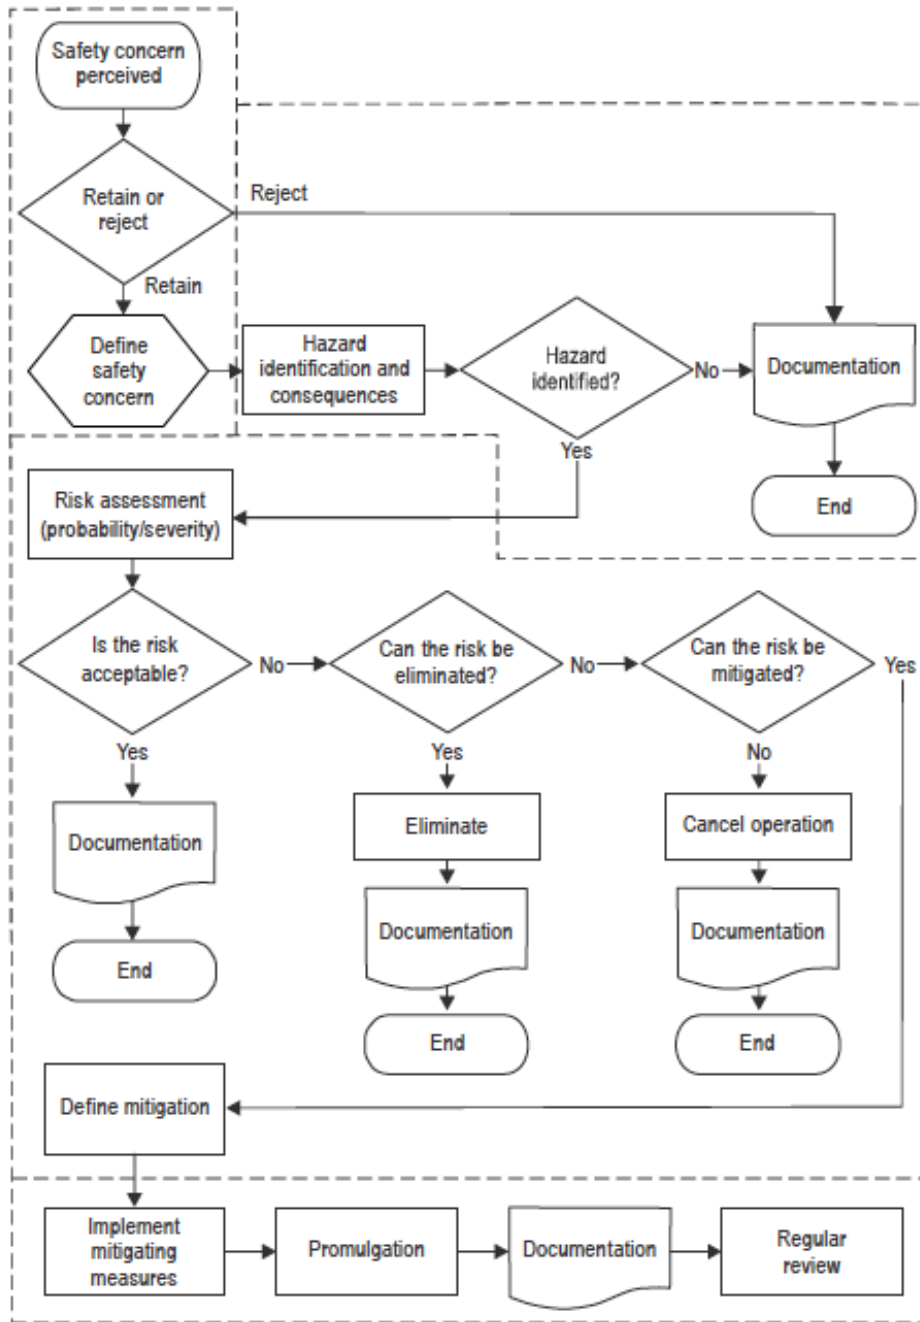 Safety concern
perceived
Retain or
reject
Reject
Retain
Define
safety
concern
Hazard
identification and
consequences
Hazard
identified?
No
Documentation
Yes
End
Risk assessment
(probability/severity)
Is the risk
acceptable?
No
Can the risk be
eliminated?
No
Can the risk be
mitigated?
Yes
Yes
Yes
No
Documentation
Eliminate
Cancel operation
Documentation
Documentation
End
End
End
Define mitigation
Implement
mitigating
measures
Promulgation
Documentation
Regular
review